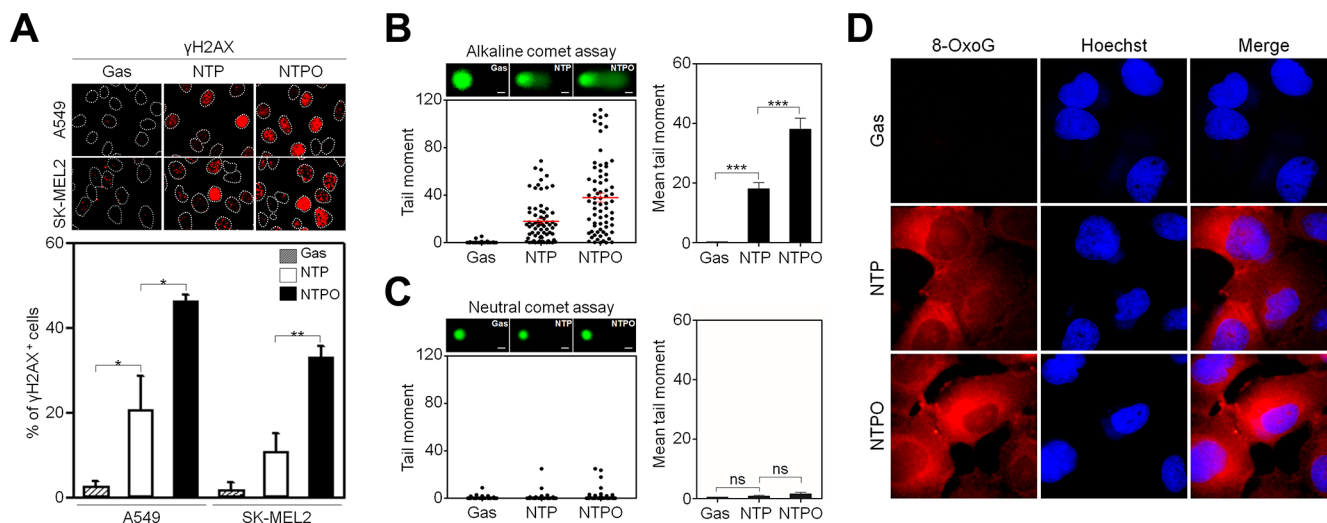 A
γH2AX
Gas NTP NTPO
A549
SK-MEL2
60
40
20
0
% of γH2AX⁺ cells
Gas
NTP
NTPO
*
*
**
A549 SK-MEL2
B
Alkaline comet assay
Gas NTP NTPO
120
80
40
0
Tail moment
Gas NTP NTPO
60
40
20
0
Mean tail moment
***
***
Gas NTP NTPO
C
Neutral comet assay
Gas NTP NTPO
120
80
40
0
Tail moment
Gas NTP NTPO
60
40
20
0
Mean tail moment
ns ns
Gas NTP NTPO
D
8-OxoG Hoechst Merge
Gas
NTP
NTPO